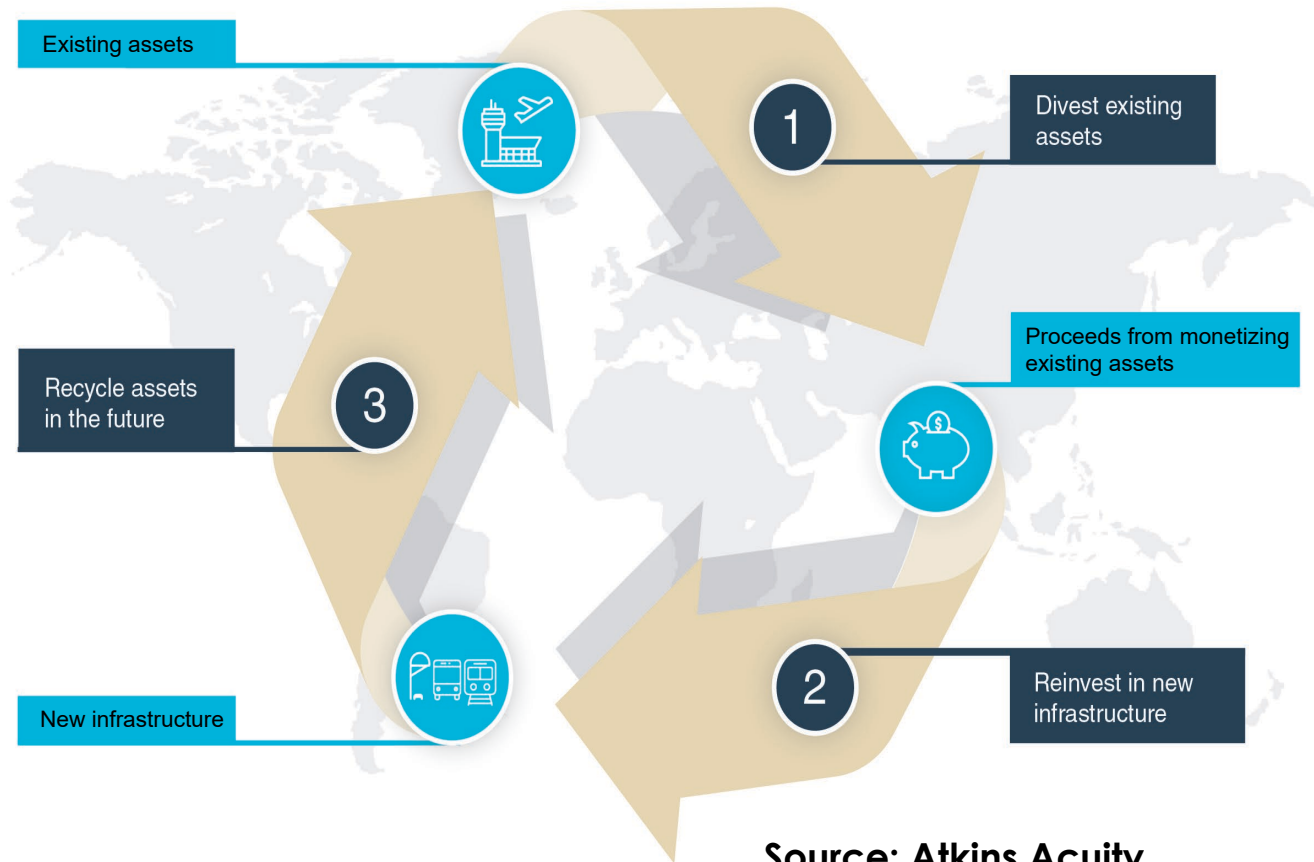 Existing assets
1
Divest existing
assets
Proceeds from monetizing
existing assets
$
Recycle assets
in the future
3
2
Reinvest in new
infrastructure
New infrastructure
Source: Atkins Acuity